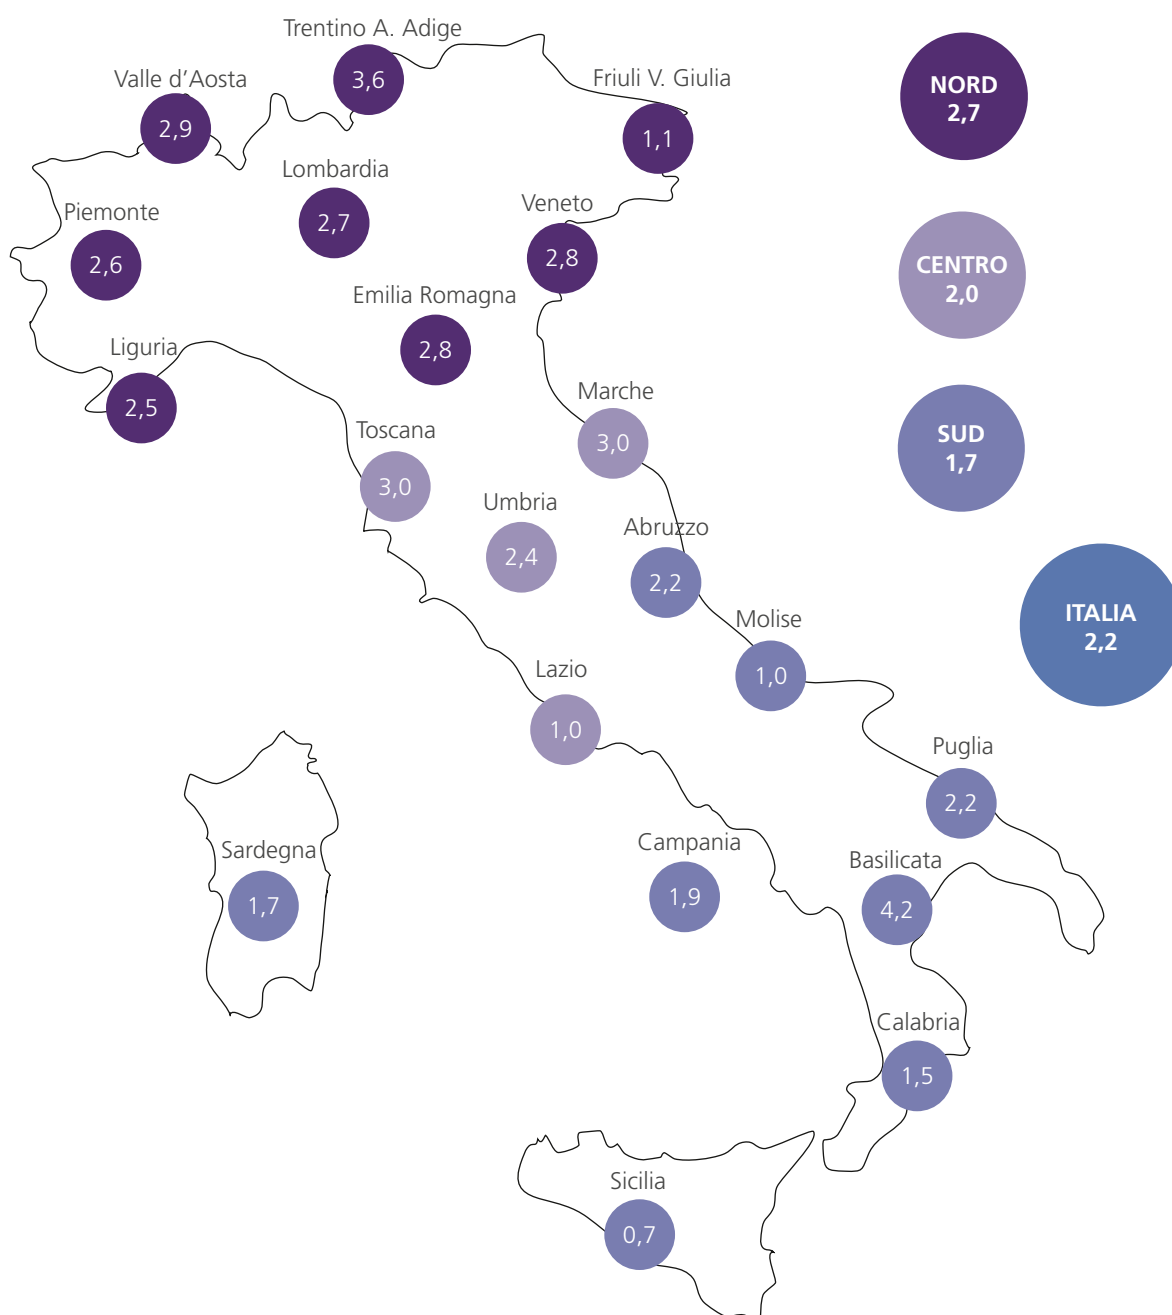 Trentino A. Adige
3,6
Valle d'Aosta
2,9
Friuli V. Giulia
1,1
NORD
2,7
Lombardia
2,7
Piemonte
2,6
Veneto
2,8
CENTRO
2,0
Emilia Romagna
2,8
Liguria
2,5
Marche
3,0
Toscana
3,0
SUD
1,7
Umbria
2,4
Abruzzo
2,2
Molise
1,0
ITALIA
2,2
Lazio
1,0
Puglia
2,2
Sardegna
1,7
Campania
1,9
Basilicata
4,2
Calabria
1,5
Sicilia
0,7